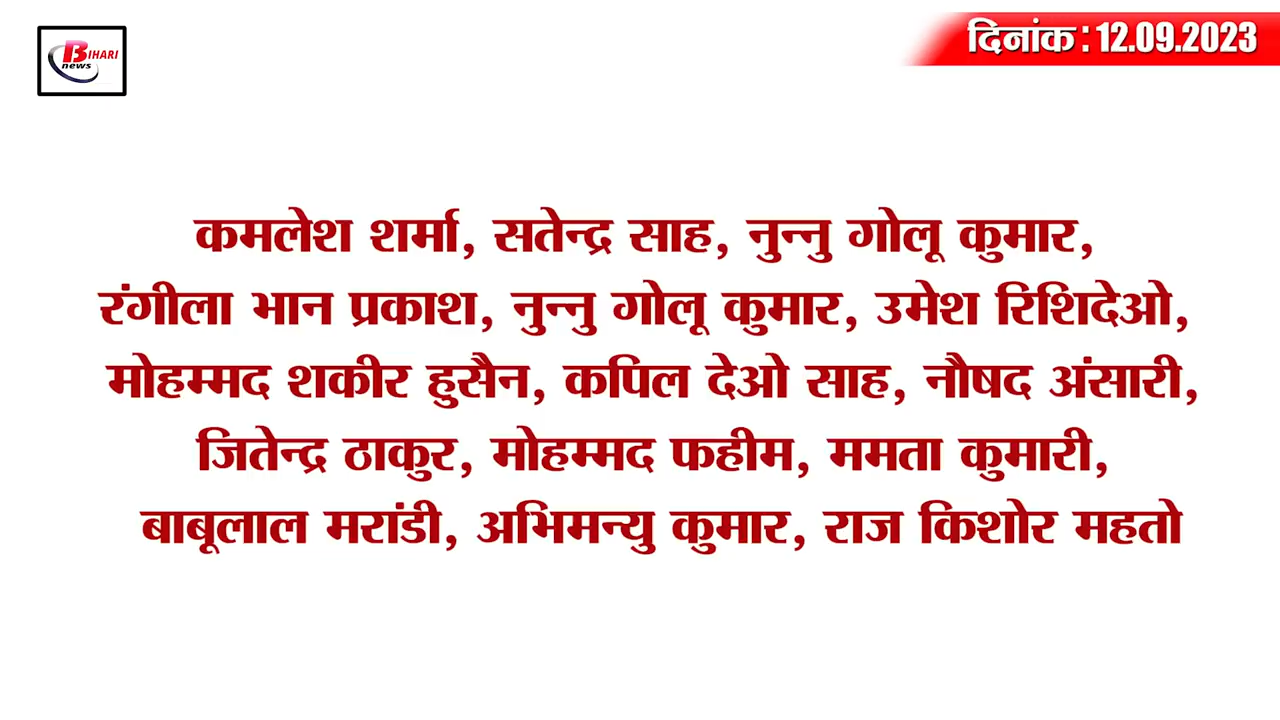 BIHARI
news
दिनांक : 12.09.2023
कमलेश शर्मा, सतेन्द्र साह, नुन्नु गोलू कुमार,
रंगीला भान प्रकाश, नुन्नु गोलू कुमार, उमेश रिशिदेओ,
मोहम्मद शकीर हुसैन, कपिल देओ साह, नौषद अंसारी,
जितेन्द्र ठाकुर, मोहम्मद फहीम, ममता कुमारी,
बाबूलाल मरांडी, अभिमन्यु कुमार, राज किशोर महतो